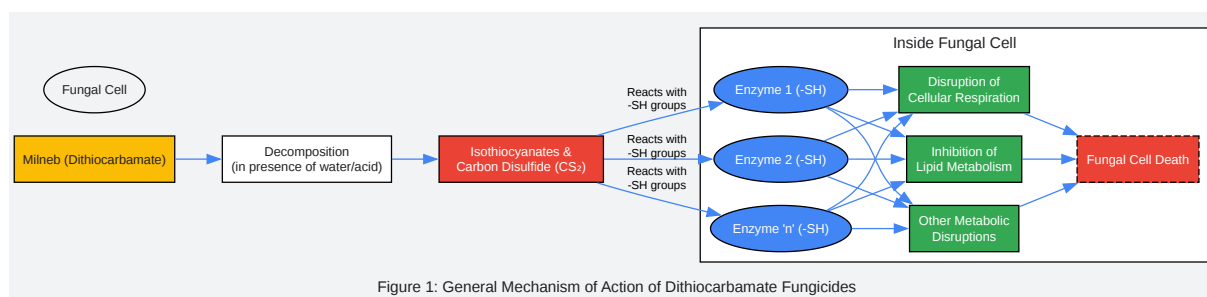 Inside Fungal Cell
Fungal Cell
Milneb (Dithiocarbamate)
Decomposition
(in presence of water/acid)
Isothiocyanates &
Carbon Disulfide (CS₂)
Reacts with
-SH groups
Reacts with
-SH groups
Reacts with
-SH groups
Enzyme 1 (-SH)
Enzyme 2 (-SH)
Enzyme 'n' (-SH)
Disruption of
Cellular Respiration
Inhibition of
Lipid Metabolism
Other Metabolic
Disruptions
Fungal Cell Death
Figure 1: General Mechanism of Action of Dithiocarbamate Fungicides